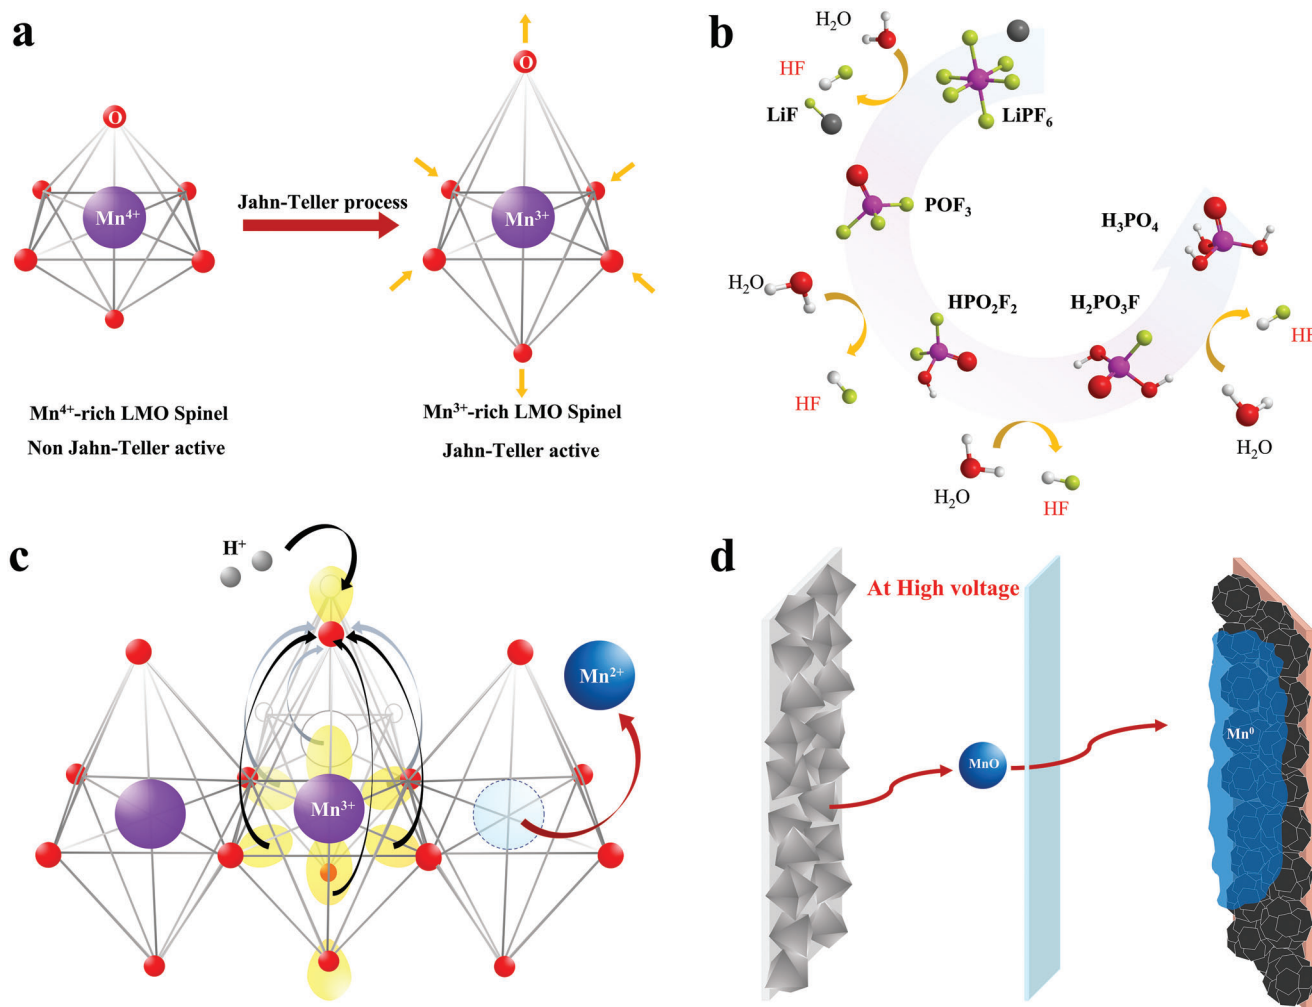 a
O
Mn⁴⁺
Mn⁴⁺-rich LMO Spinel
Non Jahn-Teller active
Jahn-Teller process
O
Mn³⁺
Mn³⁺-rich LMO Spinel
Jahn-Teller active
b
H₂O
HF
LiF
LiPF₆
POF₃
H₂O
HF
HPO₂F₂
H₂O
HF
H₂PO₃F
H₃PO₄
HF
H₂O
c
H⁺
Mn³⁺
Mn²⁺
d
At High voltage
MnO
Mn⁰